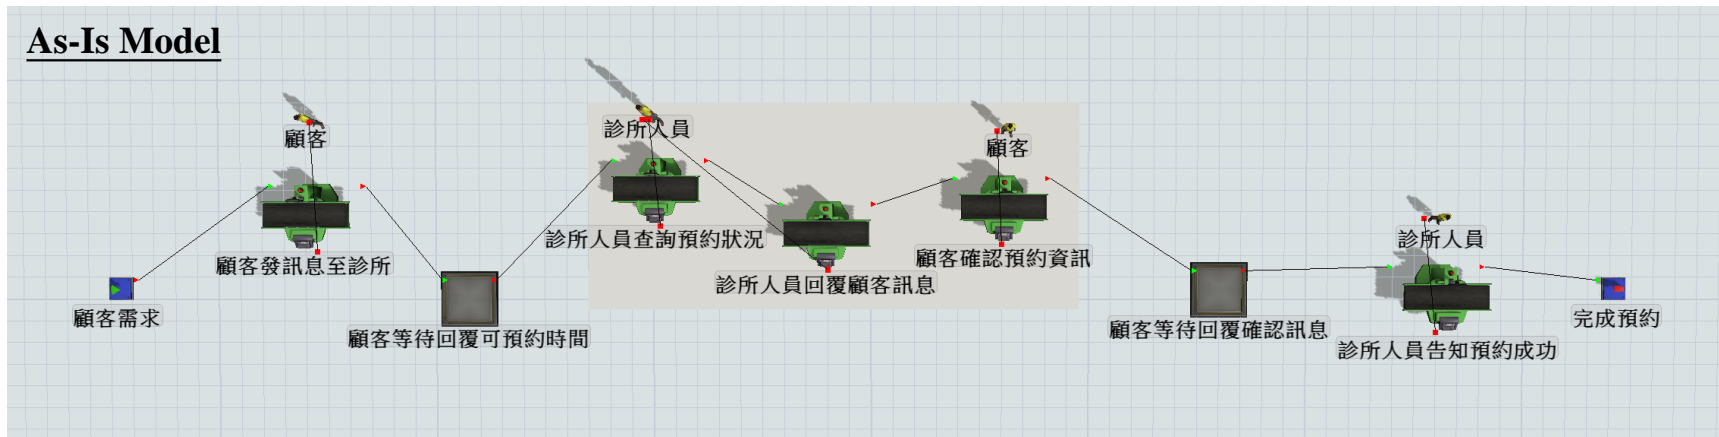 As-Is Model
顧客需求
顧客
顧客發訊息至診所
顧客等待回覆可預約時間
診所人員
診所人員查詢預約狀況
診所人員回覆顧客訊息
顧客
顧客確認預約資訊
顧客等待回覆確認訊息
診所人員
診所人員告知預約成功
完成預約